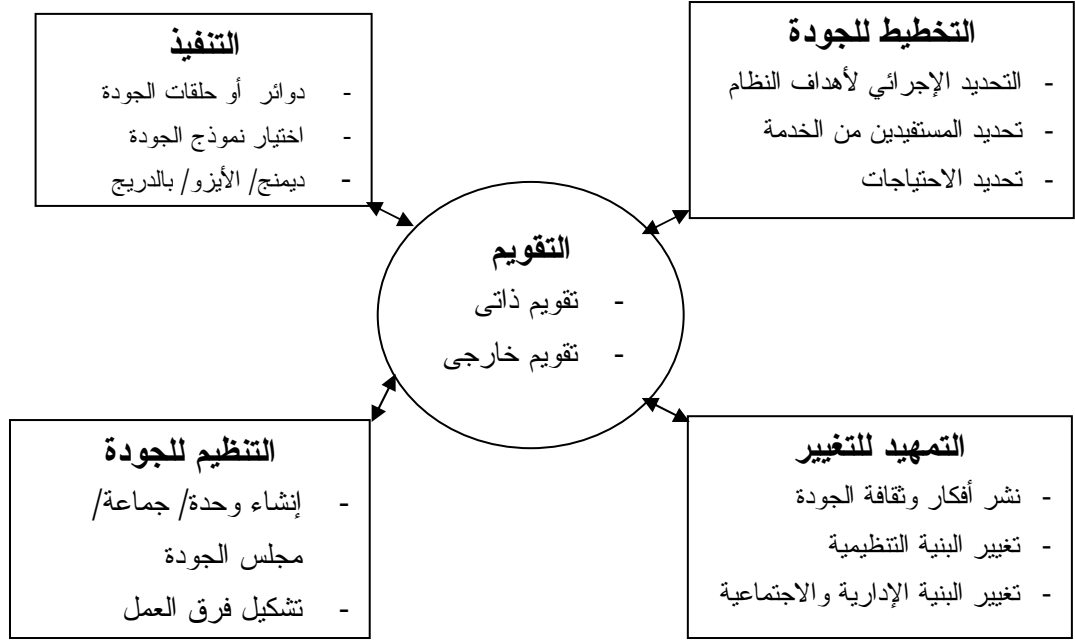 التخطيط للجودة
- التحديد الإجرائي لأهداف النظام
- تحديد المستفيدين من الخدمة
- تحديد الاحتياجات
التنفيذ
- دوائر أو حلقات الجودة
- اختيار نموذج الجودة
- ديمنج/ الأيزو/ بالدريج
التقويم
- تقويم ذاتى
- تقويم خارجى
التمهيد للتغيير
- نشر أفكار وثقافة الجودة
- تغيير البنية التنظيمية
- تغيير البنية الإدارية والاجتماعية
التنظيم للجودة
- إنشاء وحدة/ جماعة/
مجلس الجودة
- تشكيل فرق العمل